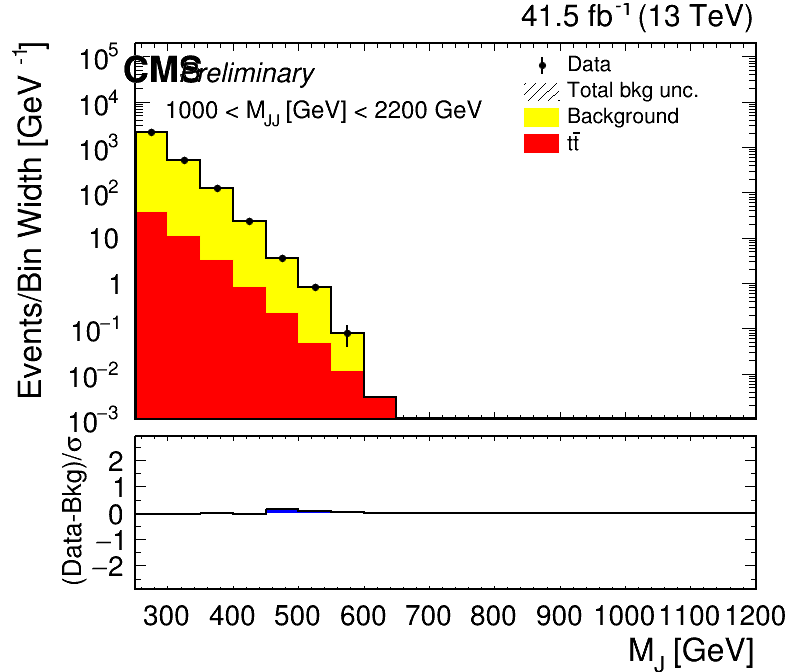 41.5 fb⁻¹ (13 TeV)
CMS Preliminary
1000 < M_JJ [GeV] < 2200 GeV
Data
Total bkg unc.
Background
tt̄
Events/Bin Width [GeV⁻¹]
10⁵
10⁴
10³
10²
10
1
10⁻¹
10⁻²
10⁻³
(Data-Bkg)/σ
2
1
0
−1
−2
300 400 500 600 700 800 900 1000 1100 1200
M_J [GeV]